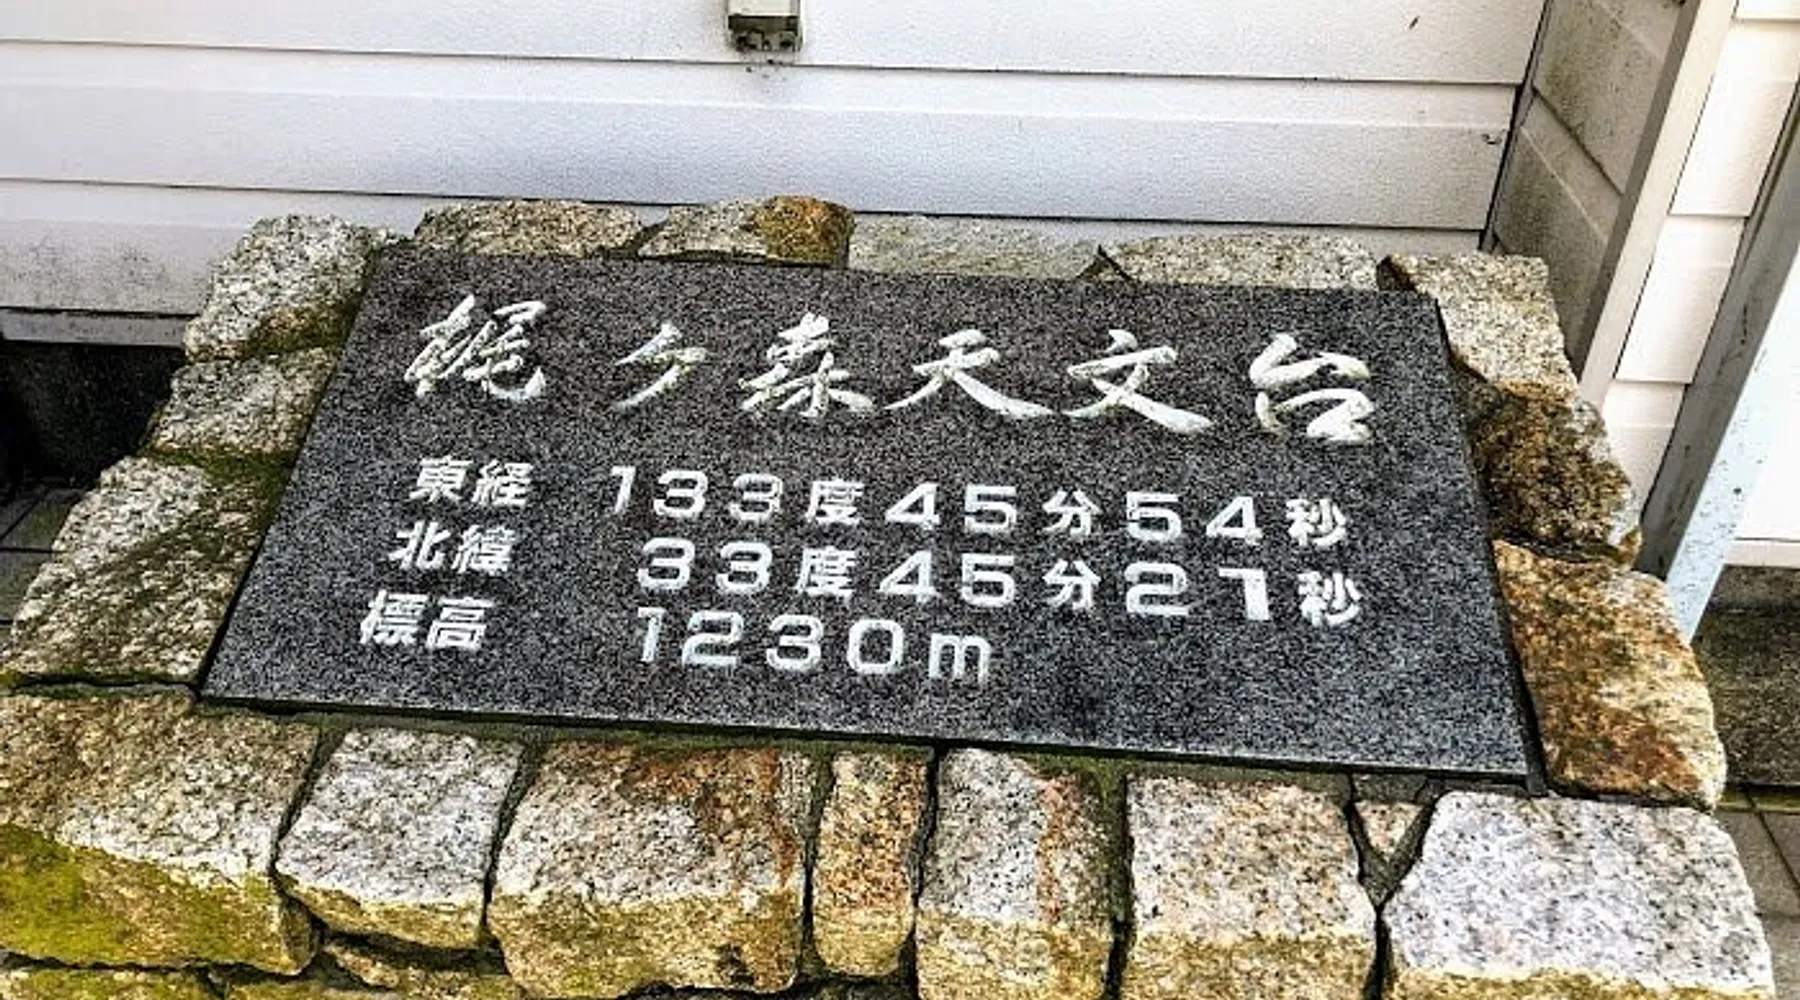 梶ヶ森天文台
東経 133度45分54秒
北緯 33度45分21秒
標高 1230m